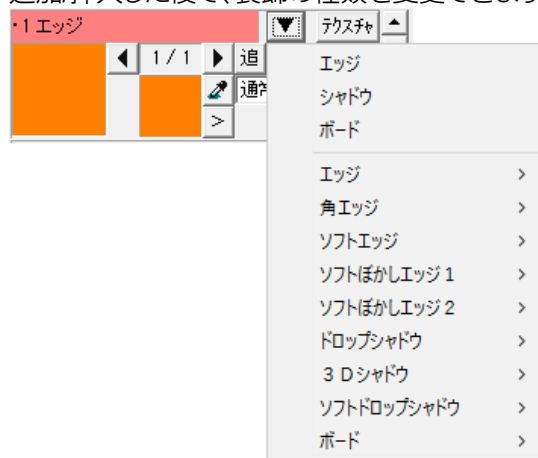 ・1 エッジ
▼ テクスチャ ▲
◀ 1 / 1 ▶ 追
通常
>
エッジ
シャドウ
ボード
エッジ >
角エッジ >
ソフトエッジ >
ソフトぼかしエッジ１ >
ソフトぼかしエッジ２ >
ドロップシャドウ >
３Ｄシャドウ >
ソフトドロップシャドウ >
ボード >